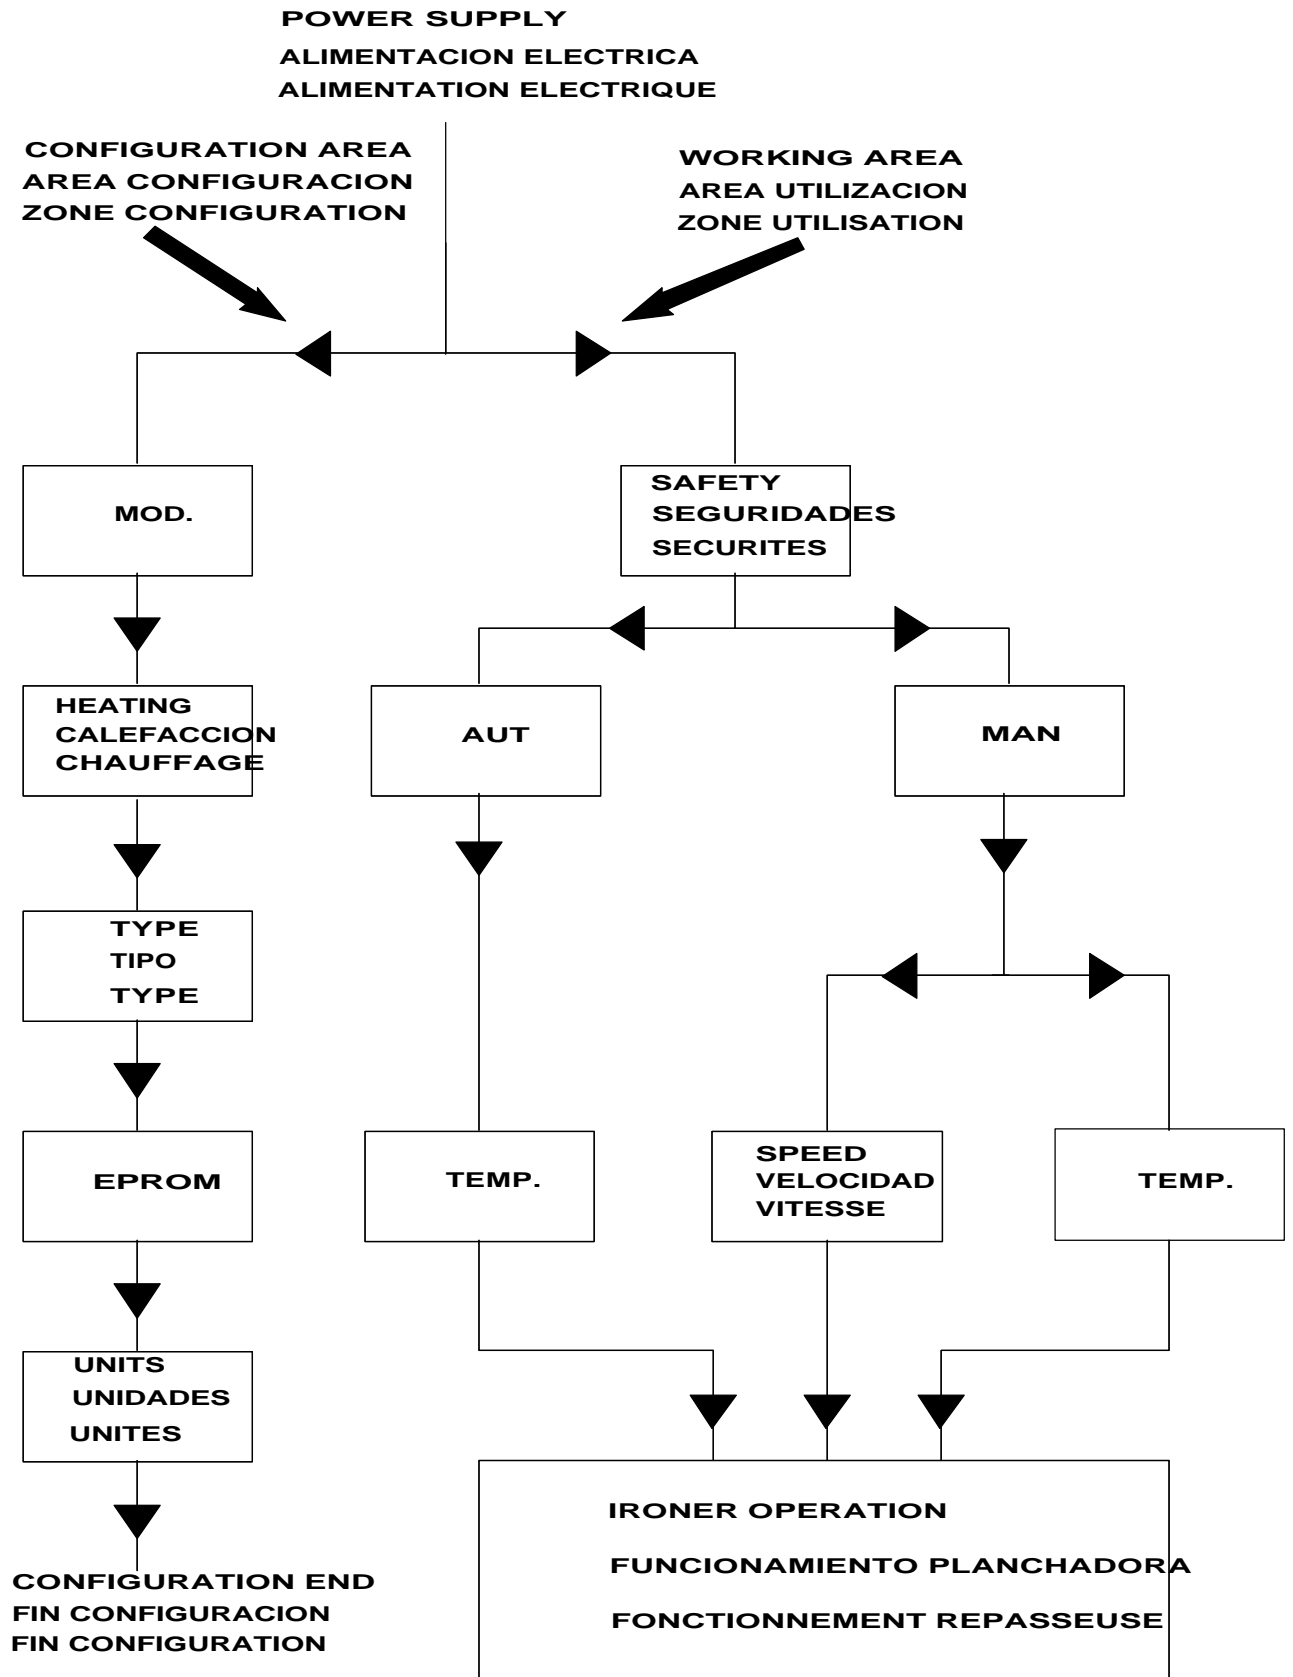 POWER SUPPLY
ALIMENTACION ELECTRICA
ALIMENTATION ELECTRIQUE
CONFIGURATION AREA
AREA CONFIGURACION
ZONE CONFIGURATION
WORKING AREA
AREA UTILIZACION
ZONE UTILISATION
MOD.
SAFETY
SEGURIDADES
SECURITES
HEATING
CALEFACCION
CHAUFFAGE
AUT
MAN
TYPE
TIPO
TYPE
EPROM
TEMP.
SPEED
VELOCIDAD
VITESSE
TEMP.
UNITS
UNIDADES
UNITES
IRONER OPERATION
FUNCIONAMIENTO PLANCHADORA
FONCTIONNEMENT REPASSEUSE
CONFIGURATION END
FIN CONFIGURACION
FIN CONFIGURATION